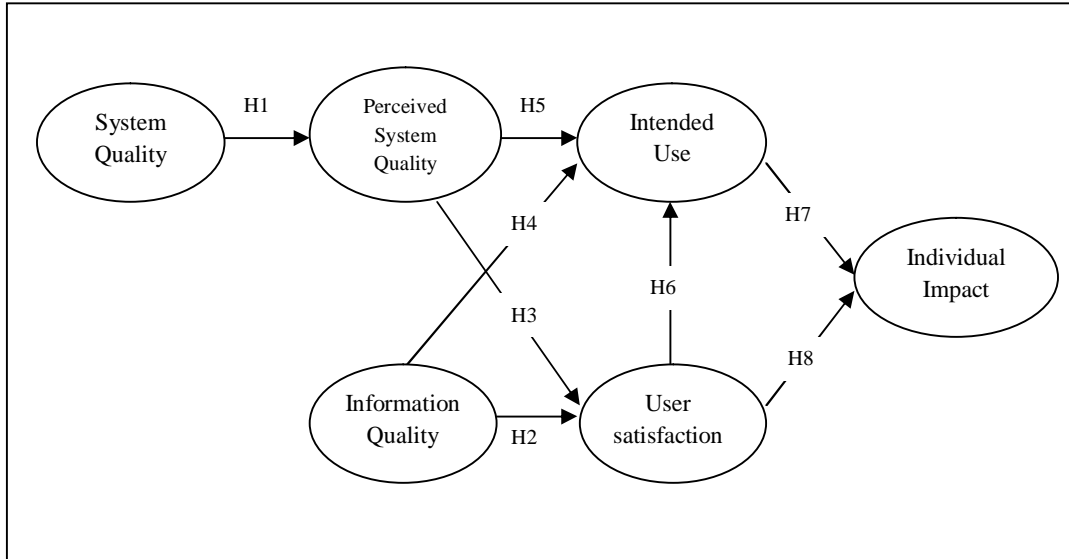 System
Quality
H1
Perceived
System
Quality
H5
Intended
Use
H4
H7
Individual
Impact
H3
H6
H8
Information
Quality
H2
User
satisfaction